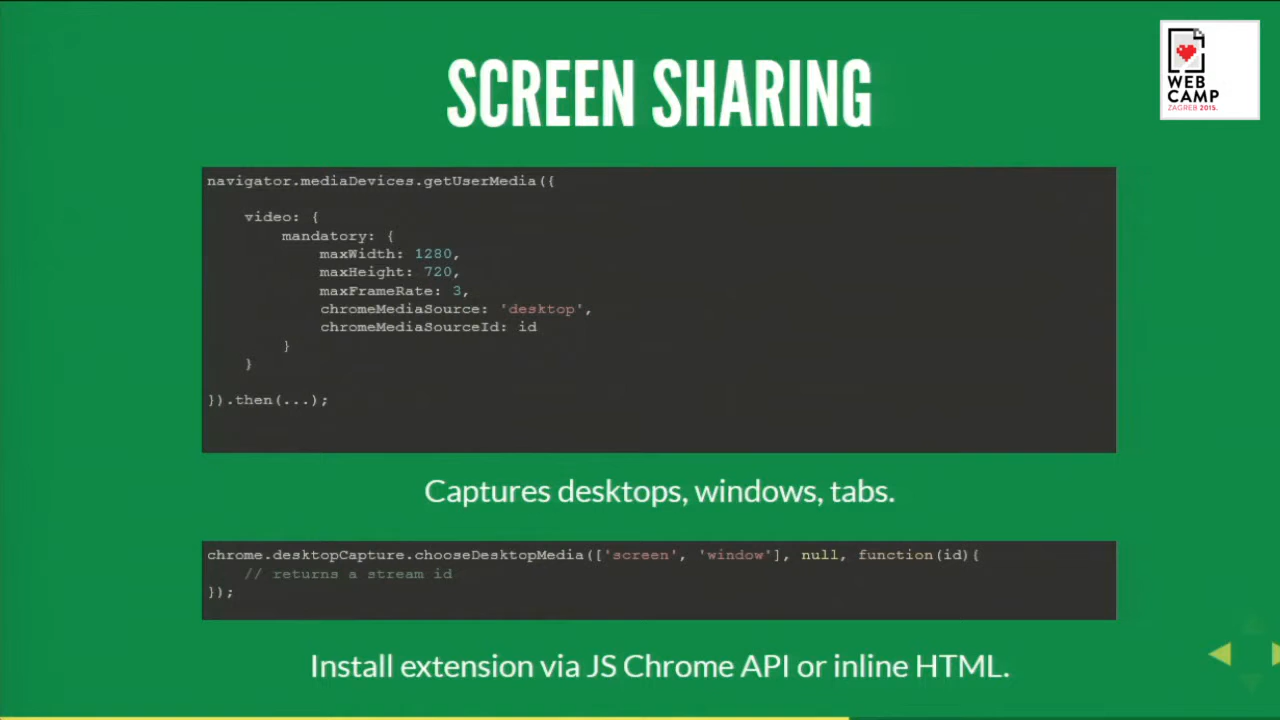 SCREEN SHARING
WEB
CAMP
ZAGREB 2015.
navigator.mediaDevices.getUserMedia({
video: {
mandatory: {
maxWidth: 1280,
maxHeight: 720,
maxFrameRate: 3,
chromeMediaSource: 'desktop',
chromeMediaSourceId: id
}
}
}).then(...);
Captures desktops, windows, tabs.
chrome.desktopCapture.chooseDesktopMedia(['screen', 'window'], null, function(id){
// returns a stream id
});
Install extension via JS Chrome API or inline HTML.